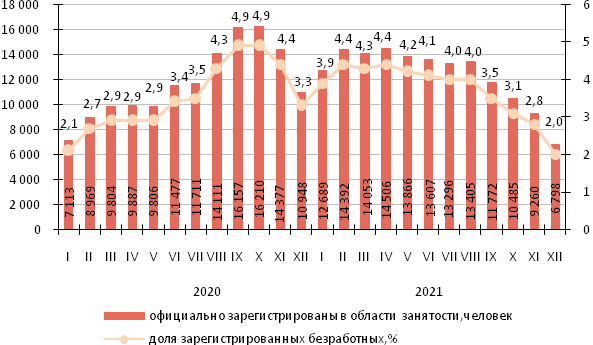 18 000 6
16 000 5
14 000
12 000 4
10 000
8 000 3
6 000 2
4 000
2 000 1
0 0
2,1 2,7 2,9 2,9 2,9 3,4 3,5 4,3 4,9 4,9 4,4 3,3 3,9 4,4 4,3 4,4 4,2 4,1 4,0 4,0 3,5 3,1 2,8 2,0
7 113 8 969 9 804 9 887 9 806 11 477 11 711 14 111 16 157 16 210 14 377 10 948 12 689 14 392 14 053 14 506 13 866 13 607 13 296 13 405 11 772 10 485 9 260 6 798
I II III IV V VI VII VIII IX X XI XII I II III IV V VI VII VIII IX X XI XII
2020 2021
официально зарегистрированы в области занятости,человек
доля зарегистрированных безработных,%